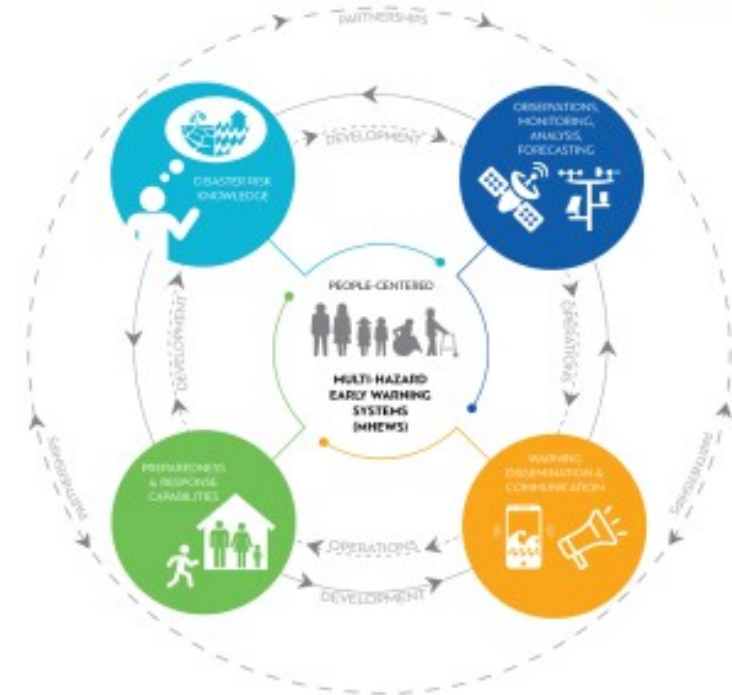 PARTNERSHIPS
DEVELOPMENT
DISASTER RISK
KNOWLEDGE
OBSERVATIONS,
MONITORING,
ANALYSIS,
FORECASTING
PEOPLE-CENTERED
MULTI-HAZARD
EARLY WARNING
SYSTEMS
(MHEWS)
DEVELOPMENT
OPERATIONS
PREPAREDNESS
& RESPONSE
CAPABILITIES
WARNING
DISSEMINATION &
COMMUNICATION
PARTNERSHIPS
PARTNERSHIPS
OPERATIONS
DEVELOPMENT